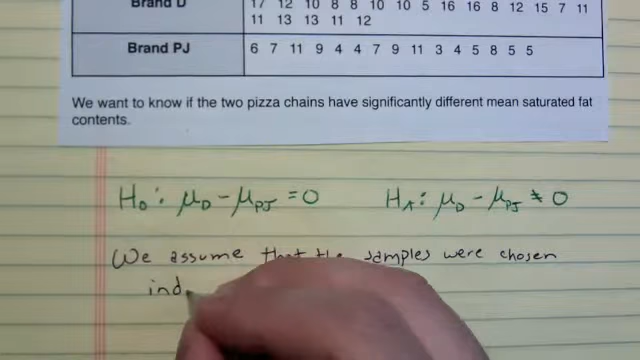 Brand D
17 12 10 8 8 10 10 5 16 16 8 12 15 7 11
11 13 13 11 12
Brand PJ
6 7 11 9 4 4 7 9 11 3 4 5 8 5 5
We want to know if the two pizza chains have significantly different mean saturated fat
contents.
H₀: μD - μPJ = 0
HA: μD - μPJ ≠ 0
We assume that the samples were chosen
ind